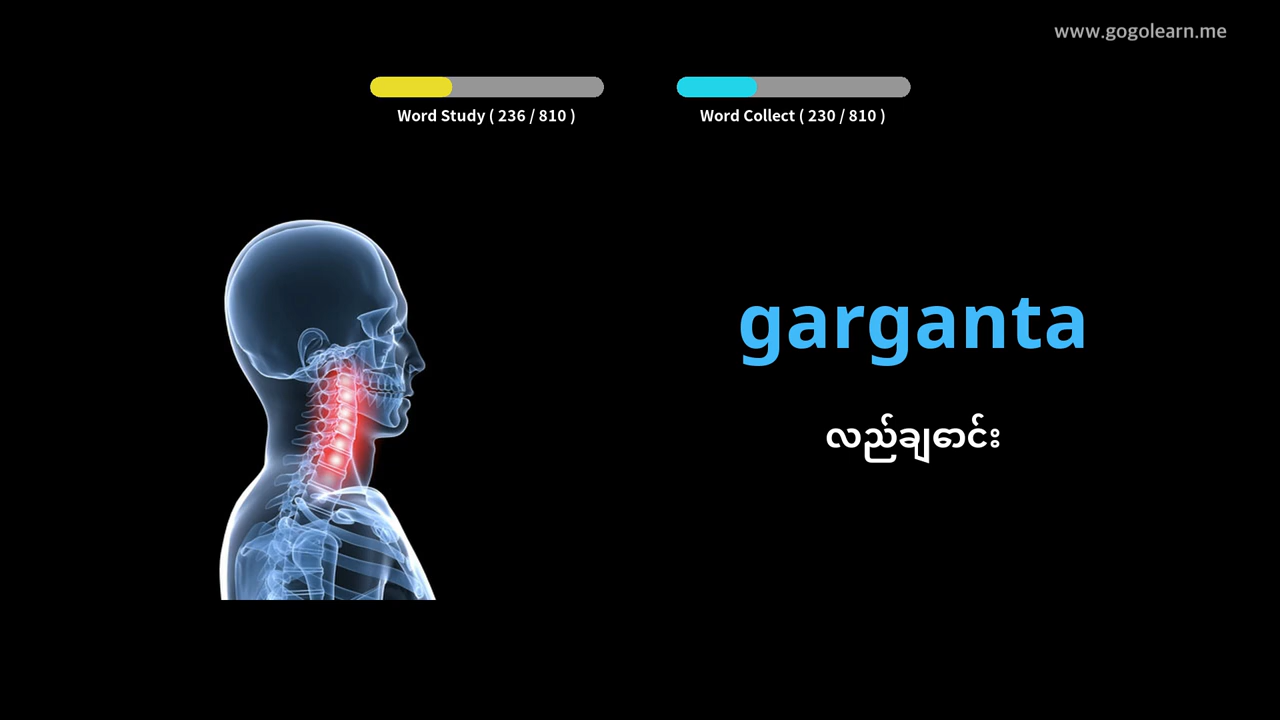 www.gogolearn.me
Word Study ( 236 / 810 )
Word Collect ( 230 / 810 )
garganta
လည်ချောင်း